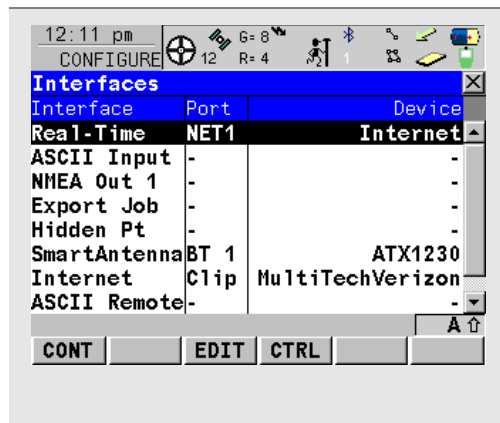 12:11 pm
CONFIGURE 12 G= 8 R= 4 1
Interfaces
Interface Port Device
Real-Time NET1 Internet
ASCII Input - -
NMEA Out 1 - -
Export Job - -
Hidden Pt - -
SmartAntenna BT 1 ATX1230
Internet Clip MultiTechVerizon
ASCII Remote - -
A
CONT EDIT CTRL